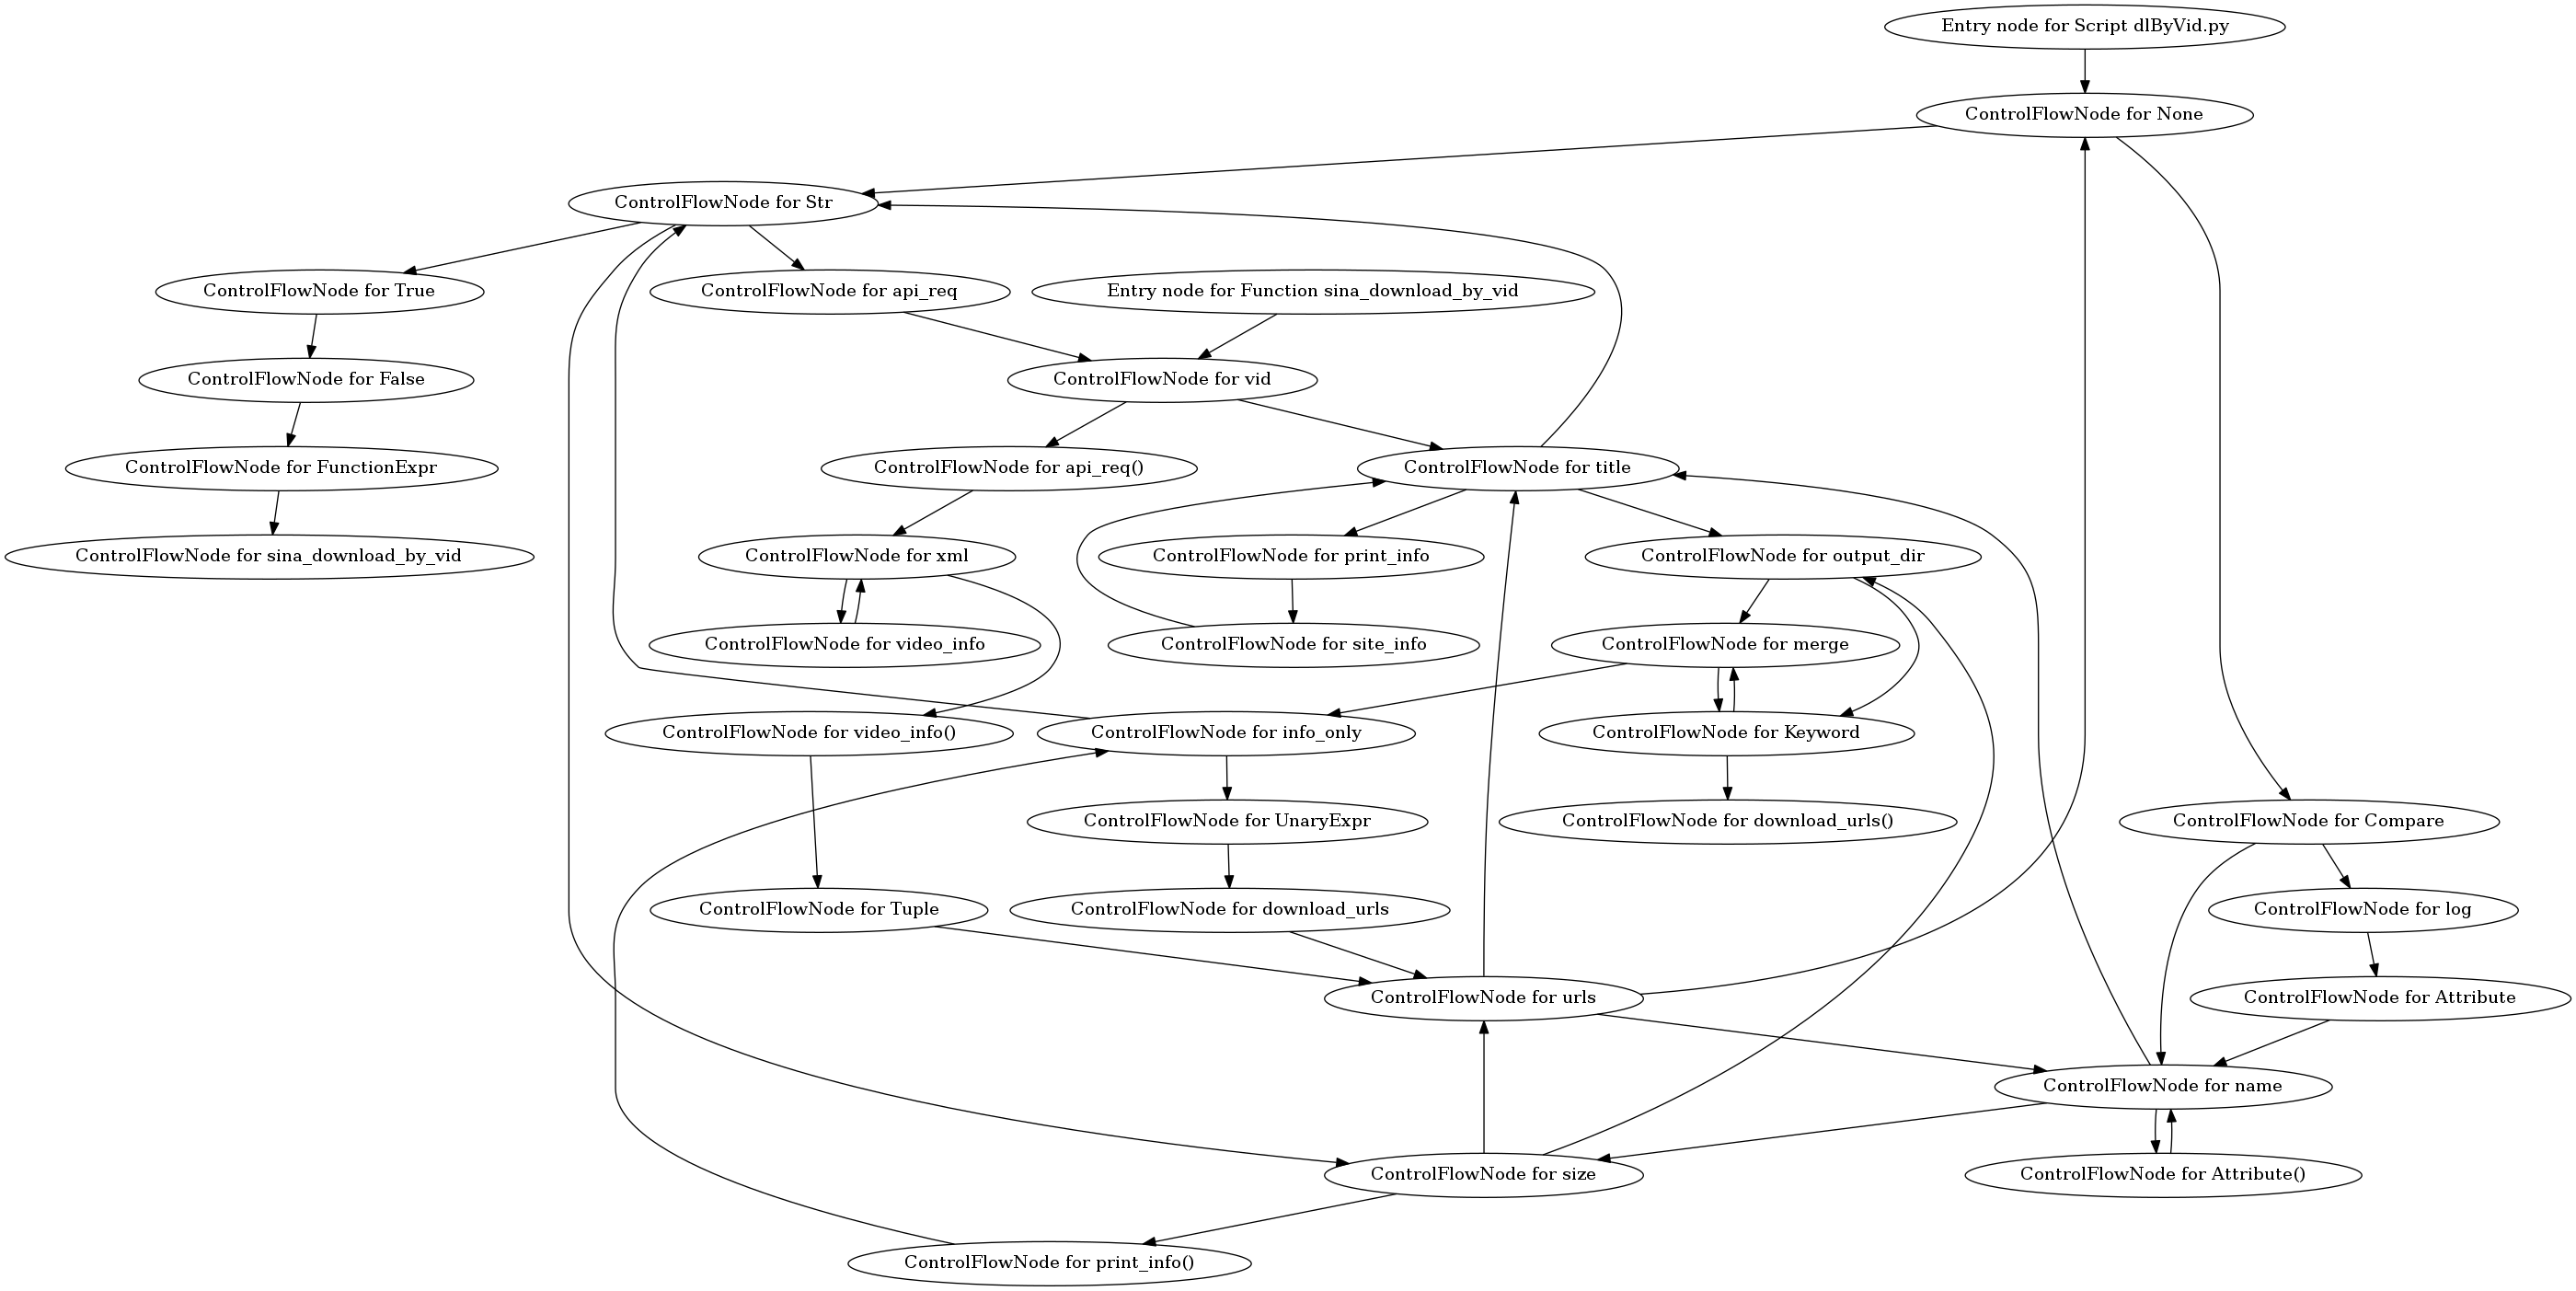 Entry node for Script dlByVid.py
ControlFlowNode for None
ControlFlowNode for Str
ControlFlowNode for True
ControlFlowNode for api_req
Entry node for Function sina_download_by_vid
ControlFlowNode for False
ControlFlowNode for vid
ControlFlowNode for FunctionExpr
ControlFlowNode for api_req()
ControlFlowNode for title
ControlFlowNode for sina_download_by_vid
ControlFlowNode for xml
ControlFlowNode for print_info
ControlFlowNode for output_dir
ControlFlowNode for video_info
ControlFlowNode for site_info
ControlFlowNode for merge
ControlFlowNode for video_info()
ControlFlowNode for info_only
ControlFlowNode for Keyword
ControlFlowNode for UnaryExpr
ControlFlowNode for download_urls()
ControlFlowNode for Compare
ControlFlowNode for Tuple
ControlFlowNode for download_urls
ControlFlowNode for log
ControlFlowNode for urls
ControlFlowNode for Attribute
ControlFlowNode for name
ControlFlowNode for size
ControlFlowNode for Attribute()
ControlFlowNode for print_info()